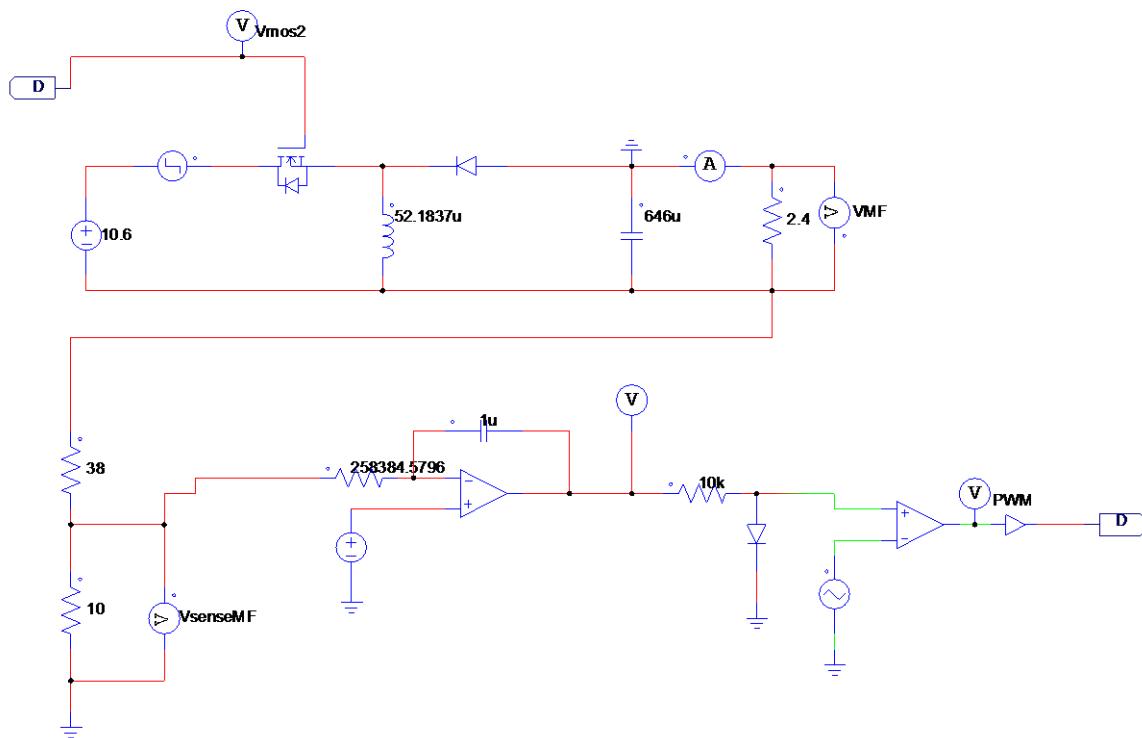 V Vmos2
D
10.6
52.1837u
646u
A
2.4
V VMF
38
10
V VsenseMF
258384.5796
1u
V
10k
V PWM
D